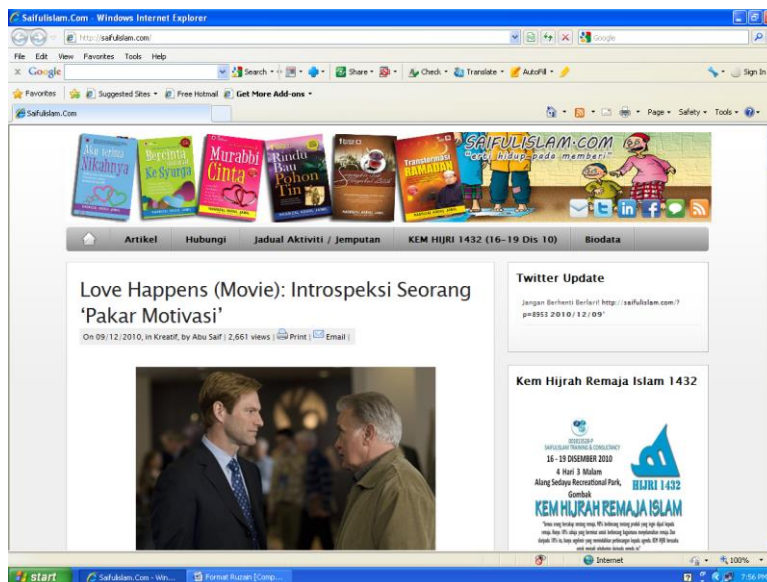 Saifulislam.Com - Windows Internet Explorer
http://saifulislam.com/
Google
File Edit View Favorites Tools Help
x Google Search Share Check Translate AutoFill Sign In
Favorites Suggested Sites Free Hotmail Get More Add-ons
Saifulislam.Com
Page Safety Tools
Aku Terima Nikahnya
Bercinta Ke Syurga
Murabbi Cinta
Rindu Bau Pohon Tin
Transformasi RAMADAN
SAIFULISLAM.COM
"erti hidup pada memberi"
Artikel Hubungi Jadual Aktiviti / Jemputan KEM HIJRI 1432 (16-19 Dis 10) Biodata
Love Happens (Movie): Introspeksi Seorang
'Pakar Motivasi'
On 09/12/2010, in Kreatif, by Abu Saif | 2,661 views | Print | Email |
Twitter Update
Jangan Berhenti Berlari! http://saifulislam.com/?
p=8953 2010/12/09'
Kem Hijrah Remaja Islam 1432
SAIFULISLAM TRAINING & CONSULTANCY
16 - 19 DISEMBER 2010
4 Hari 3 Malam
Alang Sedayu Recreational Park,
Gombak
HIJRI 1432
KEM HIJRAH REMAJA ISLAM
Internet
100%
start
Saifulislam.Com - Win...
Format Ruzain [Comp...
7:56 PM